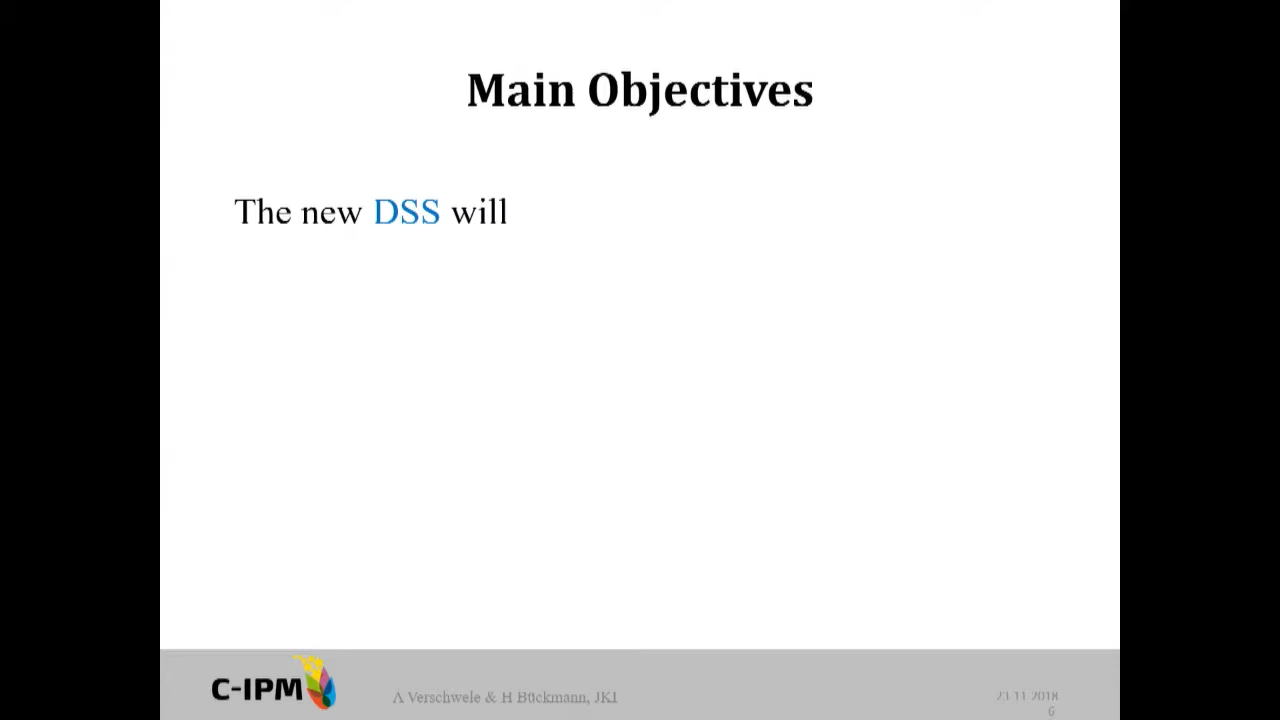 Main Objectives
The new DSS will
C-IPM
A Verschwele & H Bückmann, JKI
23.11.2018
6